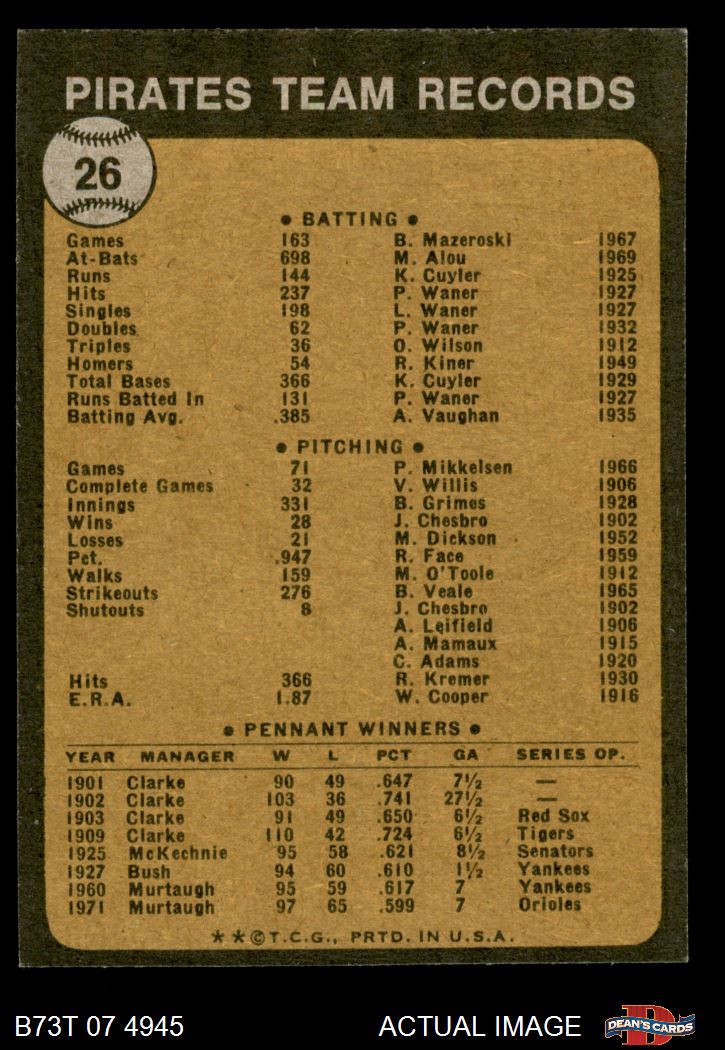 PIRATES TEAM RECORDS
26
• BATTING •
Games 163 B. Mazeroski 1967
At-Bats 698 M. Alou 1969
Runs 144 K. Cuyler 1925
Hits 237 P. Waner 1927
Singles 198 L. Waner 1927
Doubles 62 P. Waner 1932
Triples 36 O. Wilson 1912
Homers 54 R. Kiner 1949
Total Bases 366 K. Cuyler 1929
Runs Batted In 131 P. Waner 1927
Batting Avg. .385 A. Vaughan 1935
• PITCHING •
Games 71 P. Mikkelsen 1966
Complete Games 32 V. Willis 1906
Innings 331 B. Grimes 1928
Wins 28 J. Chesbro 1902
Losses 21 M. Dickson 1952
Pct. .947 R. Face 1959
Walks 159 M. O'Toole 1912
Strikeouts 276 B. Veale 1965
Shutouts 8 J. Chesbro 1902
A. Leifield 1906
A. Mamaux 1915
C. Adams 1920
Hits 366 R. Kremer 1930
E.R.A. 1.87 W. Cooper 1916
• PENNANT WINNERS •
YEAR MANAGER W L PCT GA SERIES OP.
1901 Clarke 90 49 .647 7½ —
1902 Clarke 103 36 .741 27½ —
1903 Clarke 91 49 .650 6½ Red Sox
1909 Clarke 110 42 .724 6½ Tigers
1925 McKechnie 95 58 .621 8½ Senators
1927 Bush 94 60 .610 1½ Yankees
1960 Murtaugh 95 59 .617 7 Yankees
1971 Murtaugh 97 65 .599 7 Orioles
**©T.C.G., PRTD. IN U.S.A.
B73T 07 4945 ACTUAL IMAGE
D
DEAN'S CARDS